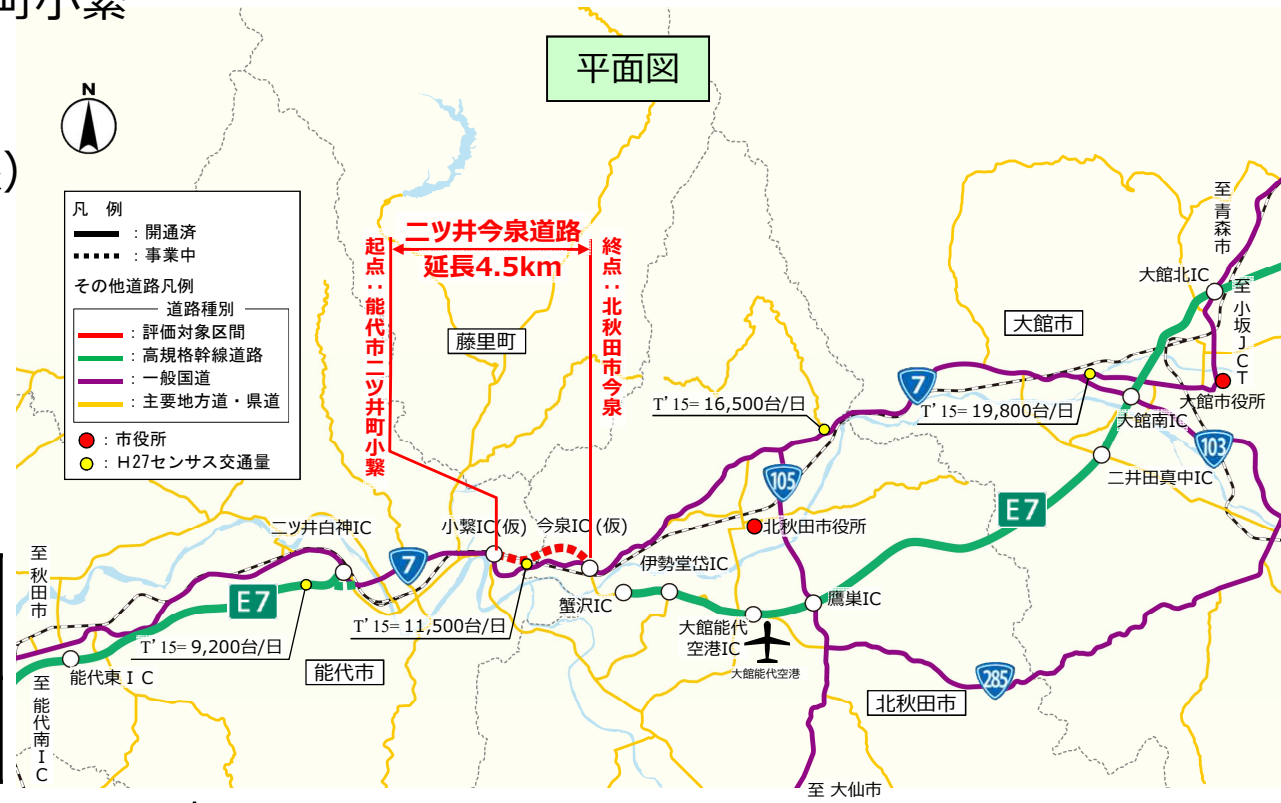 町小繋
平面図
N
)
凡 例
：開通済
：事業中
その他道路凡例
道路種別
：評価対象区間
：高規格幹線道路
：一般国道
：主要地方道・県道
：市役所
：H27センサス交通量
二ツ井今泉道路
延長4.5km
起点：能代市二ツ井町小繋
終点：北秋田市今泉
藤里町
大館市
至 青森市
大館北IC
至 小坂JCT
大館市役所
7
T'15= 16,500台/日
T'15= 19,800台/日
大館南IC
103
二井田真中IC
105
E7
北秋田市役所
二ツ井白神IC
小繋IC(仮)
今泉IC(仮)
伊勢堂岱IC
至 秋田市
7
E7
蟹沢IC
鷹巣IC
T'15= 11,500台/日
大館能代
空港IC
大館能代空港
T'15= 9,200台/日
能代東IC
能代市
285
北秋田市
至 能代南IC
至 大仙市